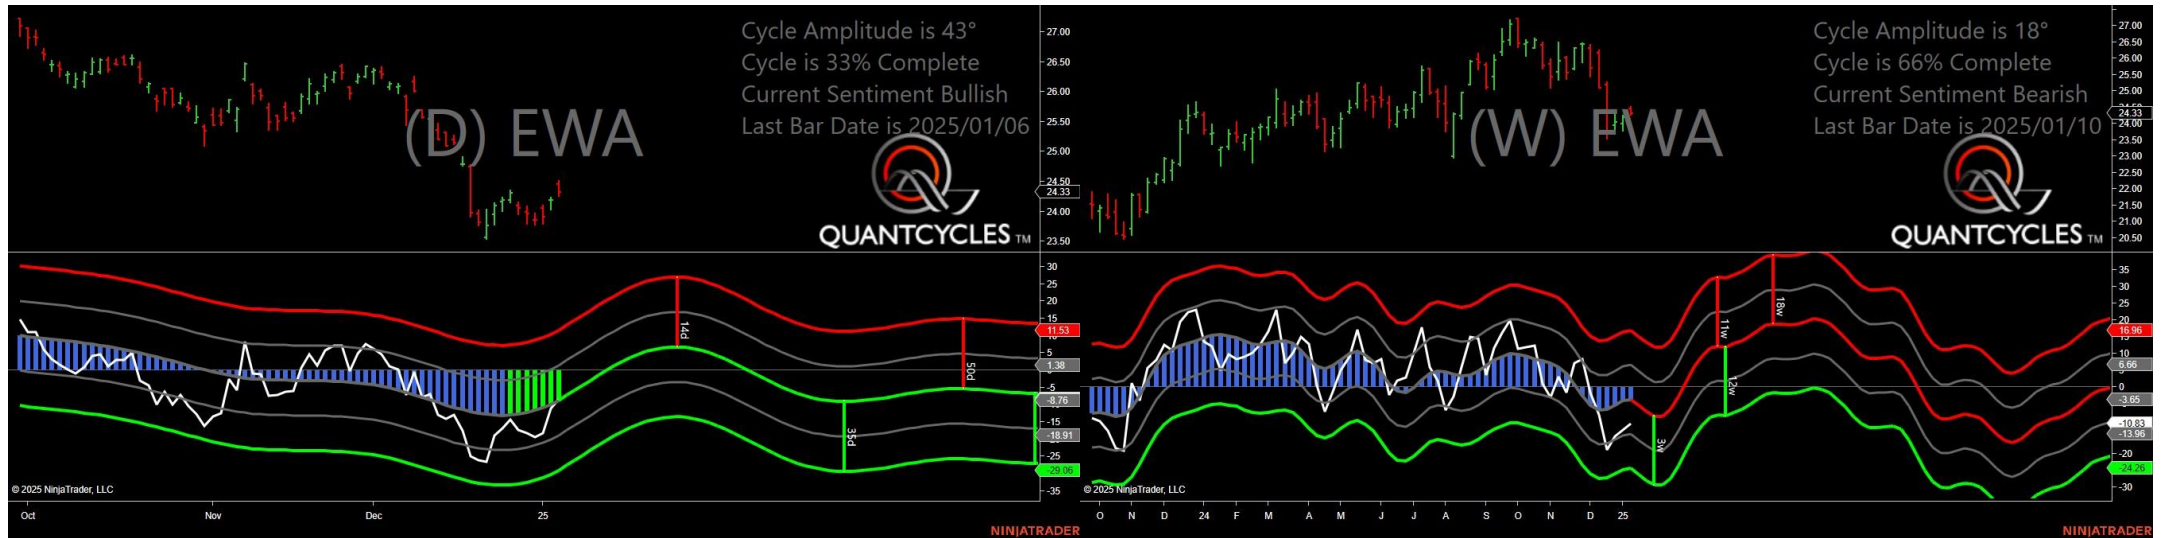 Cycle Amplitude is 43°
Cycle is 33% Complete
Current Sentiment Bullish
Last Bar Date is 2025/01/06
(D) EWA
QUANTCYCLES TM
27.00
26.50
26.00
25.50
25.00
24.50
24.33
24.00
23.50
30
25
20
15
11.53
5
1.38
-5
-8.76
-15
-18.91
-25
-29.06
-35
14d
35d
50d
© 2025 NinjaTrader, LLC
Oct Nov Dec 25
NINJATRADER
Cycle Amplitude is 18°
Cycle is 66% Complete
Current Sentiment Bearish
Last Bar Date is 2025/01/10
(W) EWA
QUANTCYCLES TM
27.00
26.50
26.00
25.50
25.00
24.33
24.00
23.50
23.00
22.50
22.00
21.50
21.00
20.50
35
30
25
20
16.96
10
6.66
0
-3.65
-10.83
-13.96
-20
-24.26
-30
3w
11w
12w
18w
© 2025 NinjaTrader, LLC
O N D 24 F M A M J J A S O N D 25
NINJATRADER